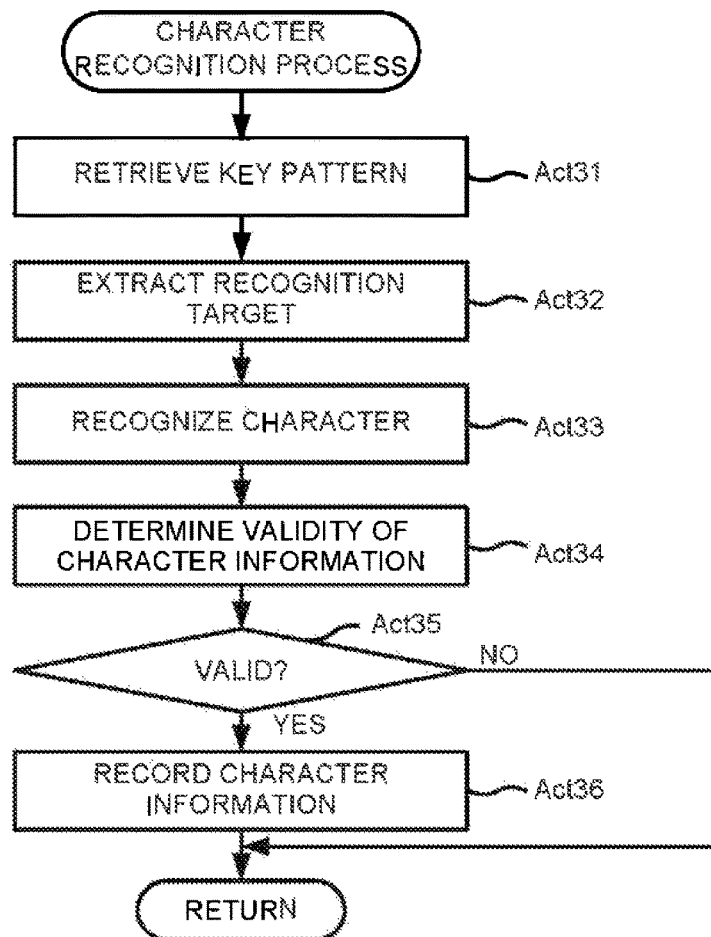 CHARACTER
RECOGNITION PROCESS
RETRIEVE KEY PATTERN
Act31
EXTRACT RECOGNITION
TARGET
Act32
RECOGNIZE CHARACTER
Act33
DETERMINE VALIDITY OF
CHARACTER INFORMATION
Act34
Act35
VALID?
NO
YES
RECORD CHARACTER
INFORMATION
Act36
RETURN